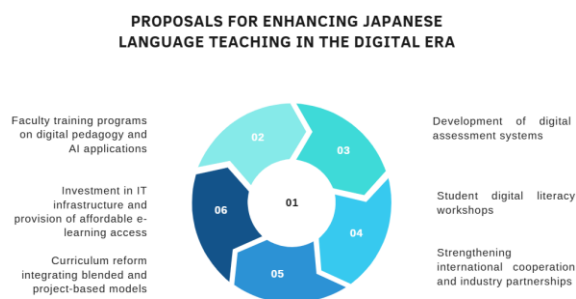 PROPOSALS FOR ENHANCING JAPANESE
LANGUAGE TEACHING IN THE DIGITAL ERA
Faculty training programs
on digital pedagogy and
AI applications
Investment in IT
infrastructure and
provision of affordable e-
learning access
Curriculum reform
integrating blended and
project-based models
02
03
01
06
04
05
Development of digital
assessment systems
Student digital literacy
workshops
Strengthening
international cooperation
and industry partnerships